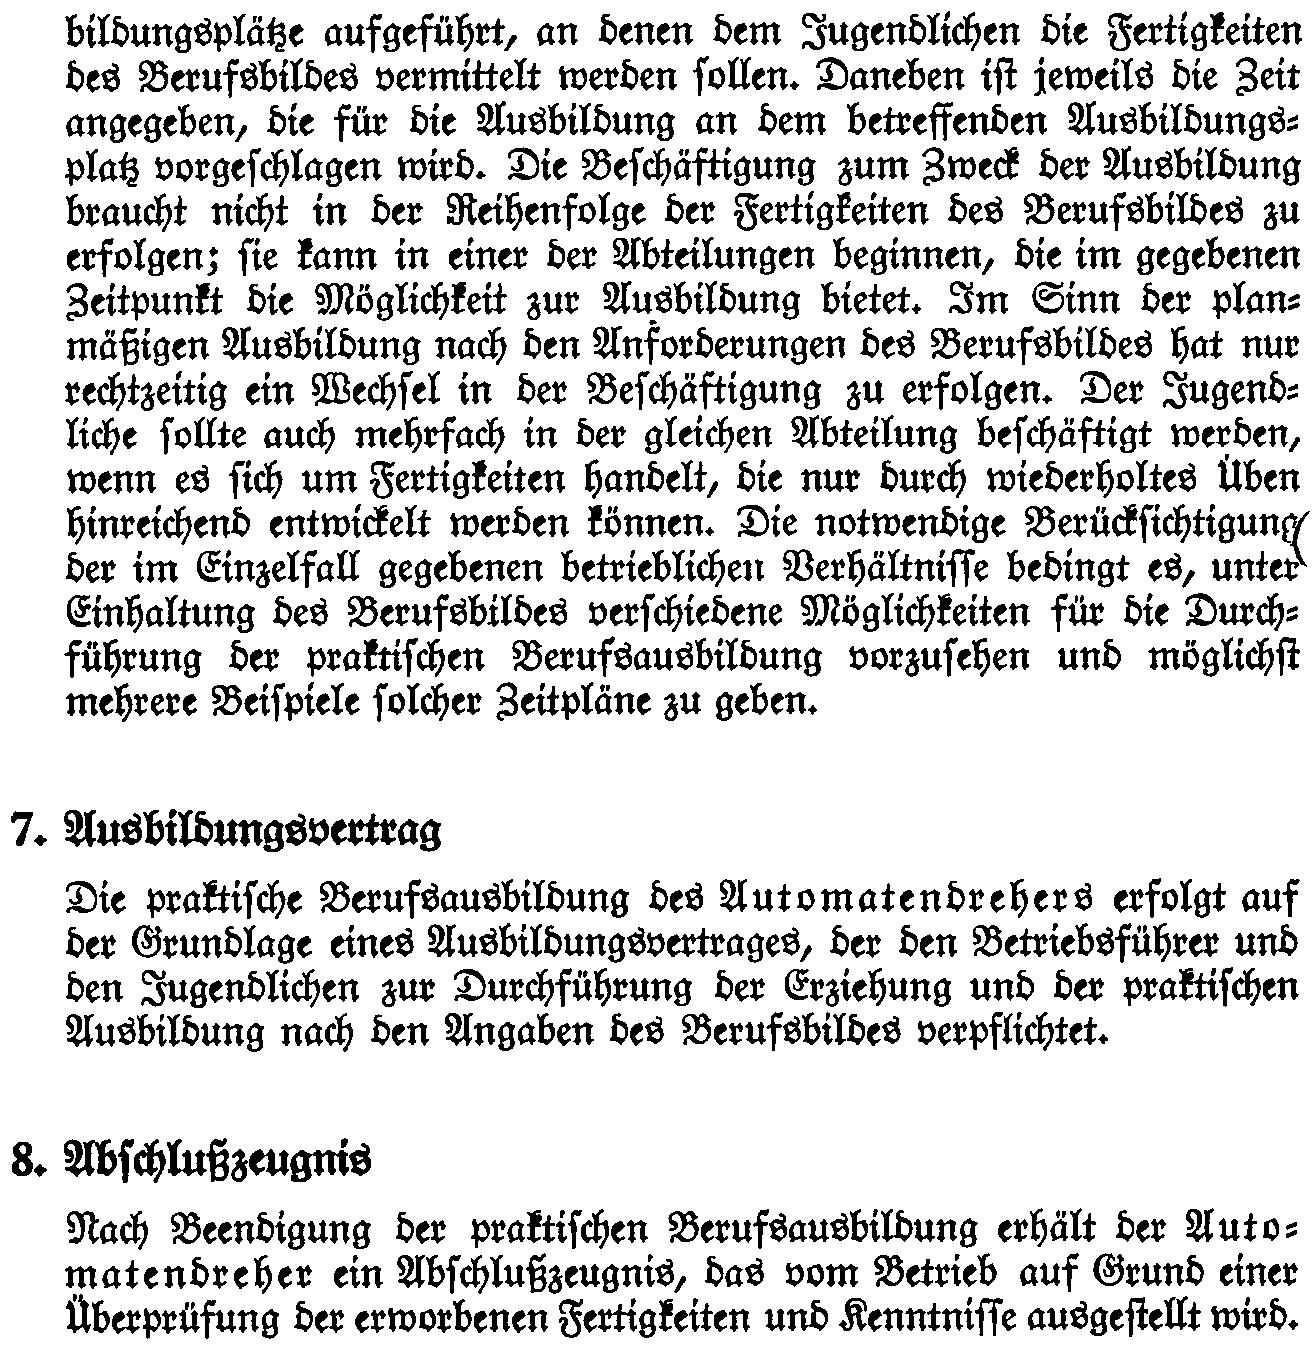 bildungsplätze aufgeführt, an denen dem Jugendlichen die Fertigkeiten
des Berufsbildes vermittelt werden sollen. Daneben ist jeweils die Zeit
angegeben, die für die Ausbildung an dem betreffenden Ausbildungs-
platz vorgeschlagen wird. Die Beschäftigung zum Zweck der Ausbildung
braucht nicht in der Reihenfolge der Fertigkeiten des Berufsbildes zu
erfolgen; sie kann in einer der Abteilungen beginnen, die im gegebenen
Zeitpunkt die Möglichkeit zur Ausbildung bietet. Im Sinn der plan-
mäßigen Ausbildung nach den Anforderungen des Berufsbildes hat nur
rechtzeitig ein Wechsel in der Beschäftigung zu erfolgen. Der Jugend-
liche sollte auch mehrfach in der gleichen Abteilung beschäftigt werden,
wenn es sich um Fertigkeiten handelt, die nur durch wiederholtes Üben
hinreichend entwickelt werden können. Die notwendige Berücksichtigung
der im Einzelfall gegebenen betrieblichen Verhältnisse bedingt es, unter
Einhaltung des Berufsbildes verschiedene Möglichkeiten für die Durch-
führung der praktischen Berufsausbildung vorzusehen und möglichst
mehrere Beispiele solcher Zeitpläne zu geben.
7. Ausbildungsvertrag
Die praktische Berufsausbildung des Automatendrehers erfolgt auf
der Grundlage eines Ausbildungsvertrages, der den Betriebsführer und
den Jugendlichen zur Durchführung der Erziehung und der praktischen
Ausbildung nach den Angaben des Berufsbildes verpflichtet.
8. Abschlußzeugnis
Nach Beendigung der praktischen Berufsausbildung erhält der Auto-
matendreher ein Abschlußzeugnis, das vom Betrieb auf Grund einer
Überprüfung der erworbenen Fertigkeiten und Kenntnisse ausgestellt wird.